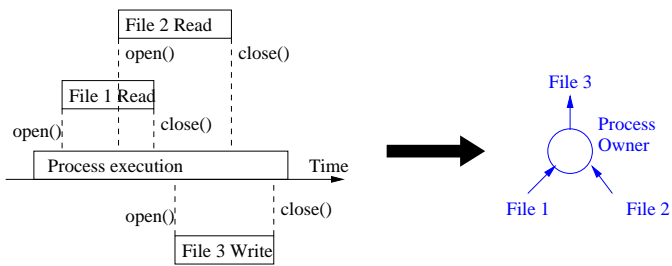 File 2 Read
open()
close()
File 1 Read
open()
close()
Process execution
Time
open()
close()
File 3 Write
File 3
Process
Owner
File 1
File 2